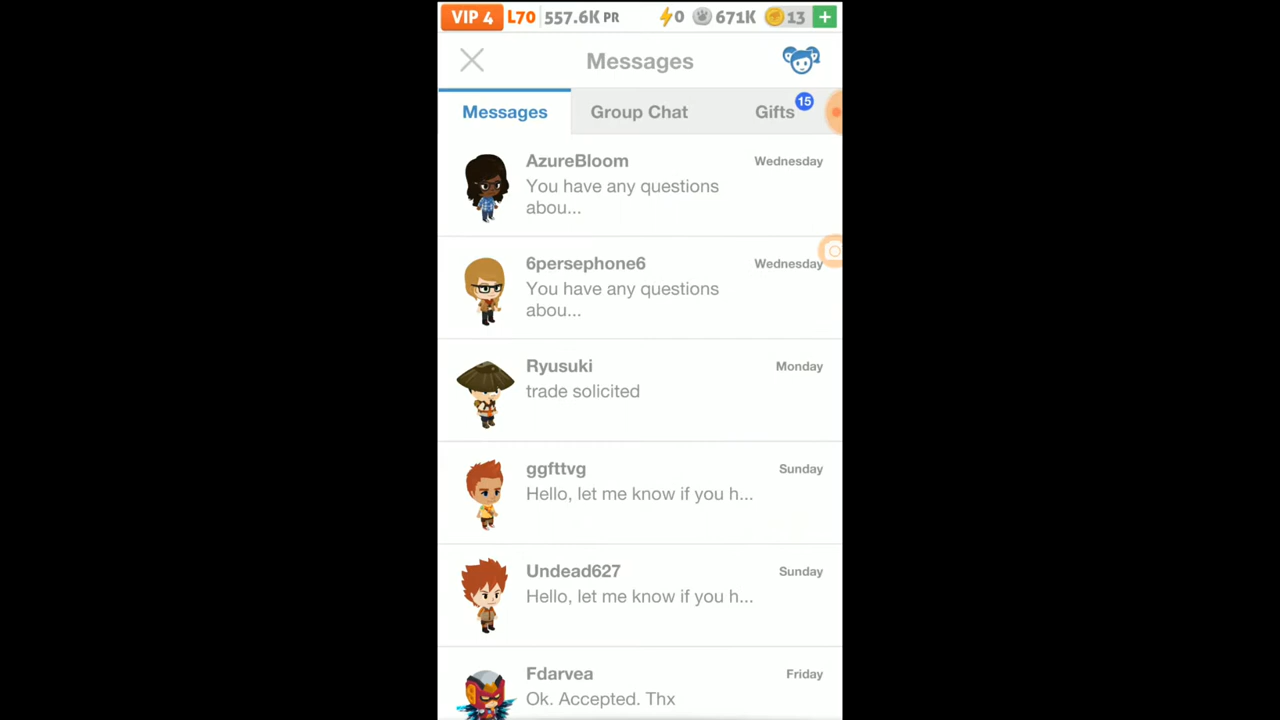 VIP 4 L70 557.6K PR 0 671K 13 +
Messages
Messages Group Chat Gifts 15
AzureBloom Wednesday
You have any questions
abou...
6persephone6 Wednesday
You have any questions
abou...
Ryusuki Monday
trade solicited
ggfttvg Sunday
Hello, let me know if you h...
Undead627 Sunday
Hello, let me know if you h...
Fdarvea Friday
Ok. Accepted. Thx